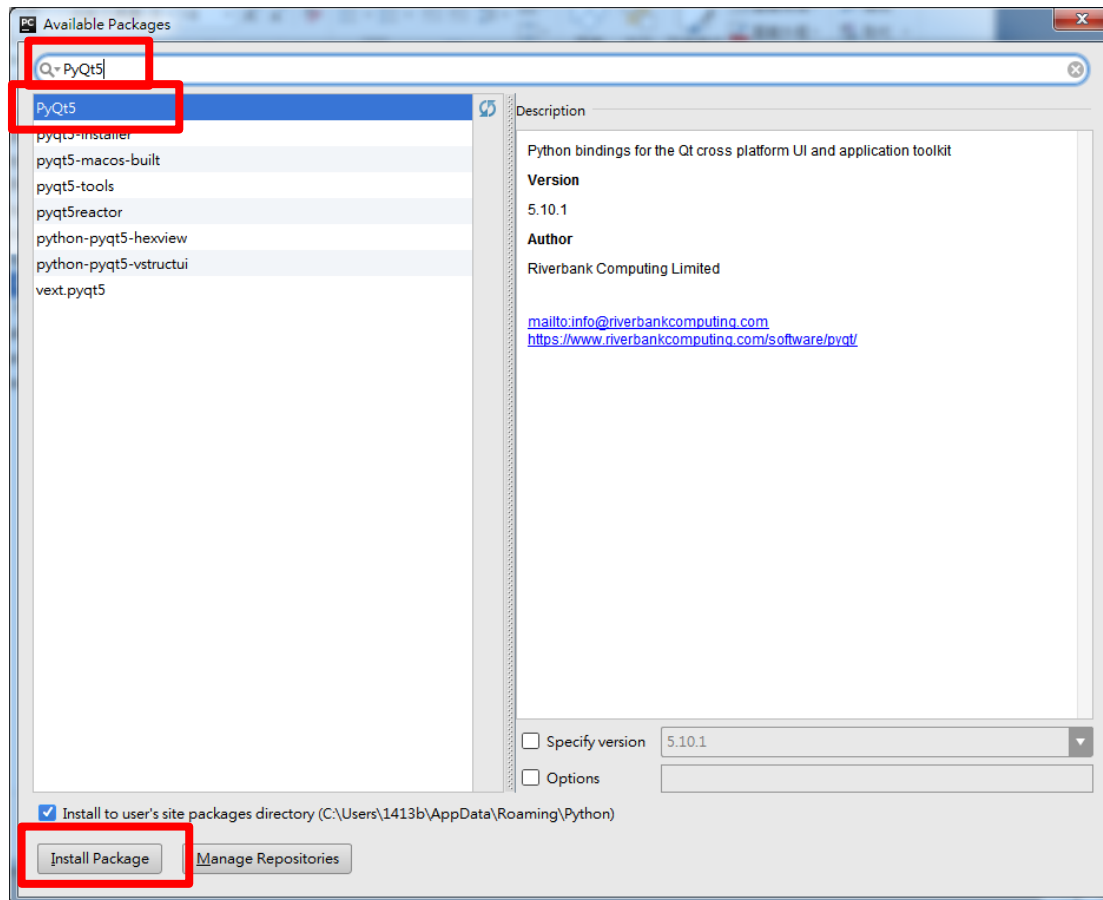 PC Available Packages
PyQt5
PyQt5
pyqt5-installer
pyqt5-macos-built
pyqt5-tools
pyqt5reactor
python-pyqt5-hexview
python-pyqt5-vstructui
vext.pyqt5
Description
Python bindings for the Qt cross platform UI and application toolkit
Version
5.10.1
Author
Riverbank Computing Limited
mailto:info@riverbankcomputing.com
https://www.riverbankcomputing.com/software/pyqt/
Specify version 5.10.1
Options
Install to user's site packages directory (C:\Users\1413b\AppData\Roaming\Python)
Install Package Manage Repositories